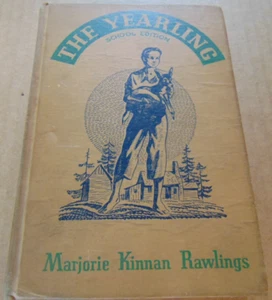 THE YEARLING
SCHOOL EDITION
Marjorie Kinnan Rawlings